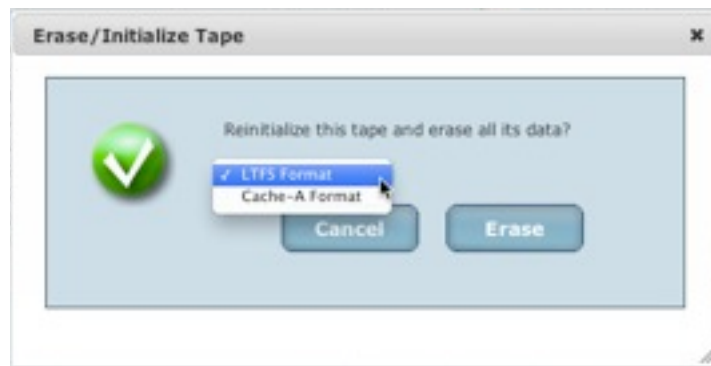 Erase/Initialize Tape
Reinitialize this tape and erase all its data?
LTFS Format
Cache-A Format
Cancel
Erase